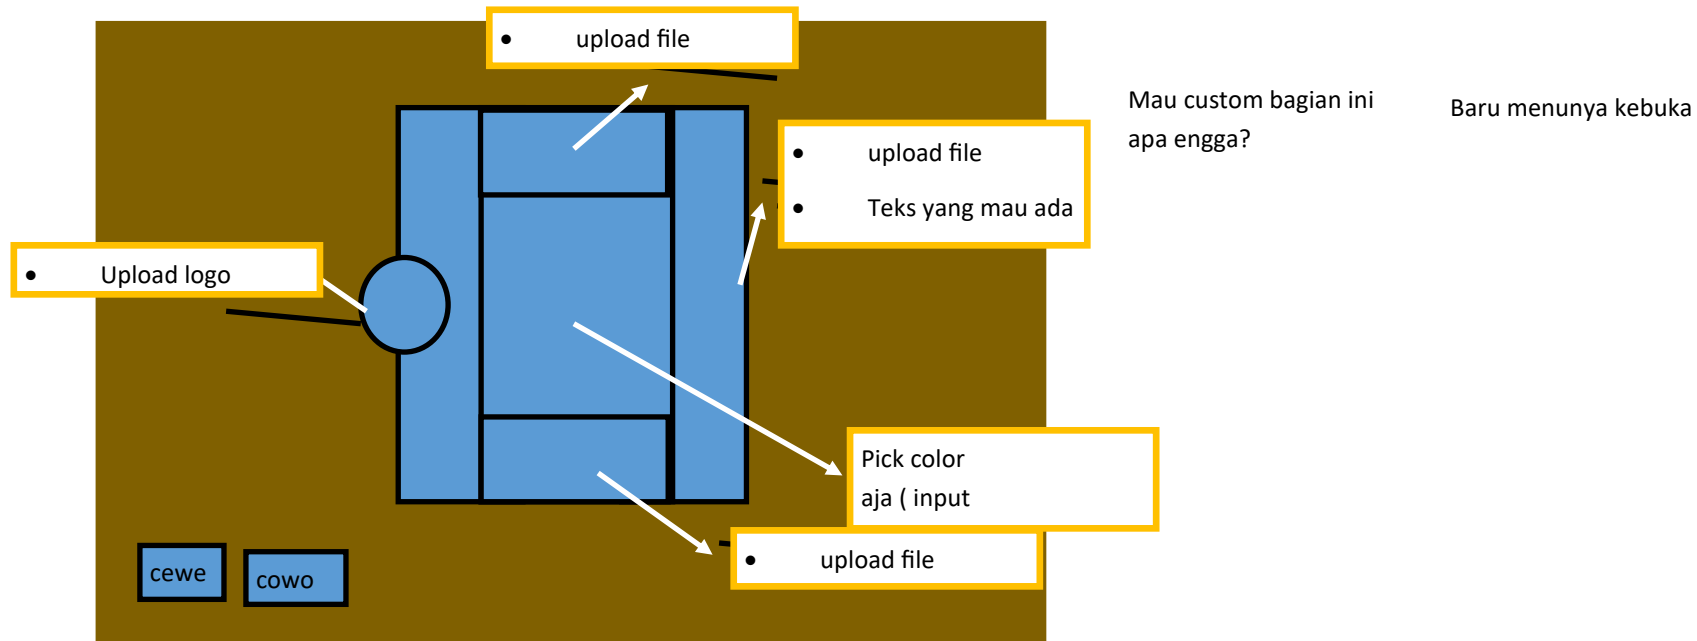 • upload file
Mau custom bagian ini
apa engga?
Baru menunya kebuka
• upload file
• Teks yang mau ada
• Upload logo
Pick color
aja ( input
• upload file
cewe
cowo